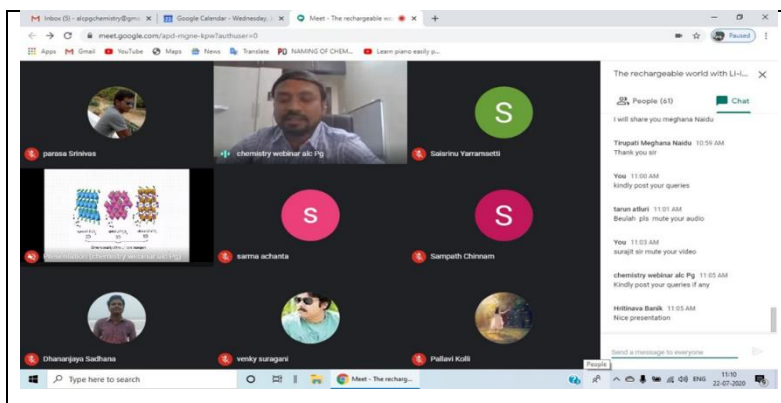 Inbox (5) - alcpgchemistry@gma
Google Calendar - Wednesday,
Meet - The rechargeable wo
meet.google.com/apd-mgne-kpw?authuser=0
Paused
Apps
Gmail
YouTube
Maps
News
Translate
NAMING OF CHEM...
Learn piano easily p...
parasa Srinivas
chemistry webinar alc Pg
S
Saisrinu Yarramsetti
Presentation (chemistry webinar alc Pg)
s
sarma achanta
S
Sampath Chinnam
Dhananjaya Sadhana
venky suragani
Pallavi Kolli
The rechargeable world with Li-i...
People (61)
Chat
I will share you meghana Naidu
Tirupati Meghana Naidu 10:59 AM
Thank you sir
You 11:00 AM
kindly post your queries
tarun atluri 11:01 AM
Beulah pls mute your audio
You 11:03 AM
surajit sir mute your video
chemistry webinar alc Pg 11:05 AM
Kindly post your queries if any
Hritinava Banik 11:05 AM
Nice presentation
Send a message to everyone
People
Type here to search
Meet - The recharg...
ENG
11:10
22-07-2020